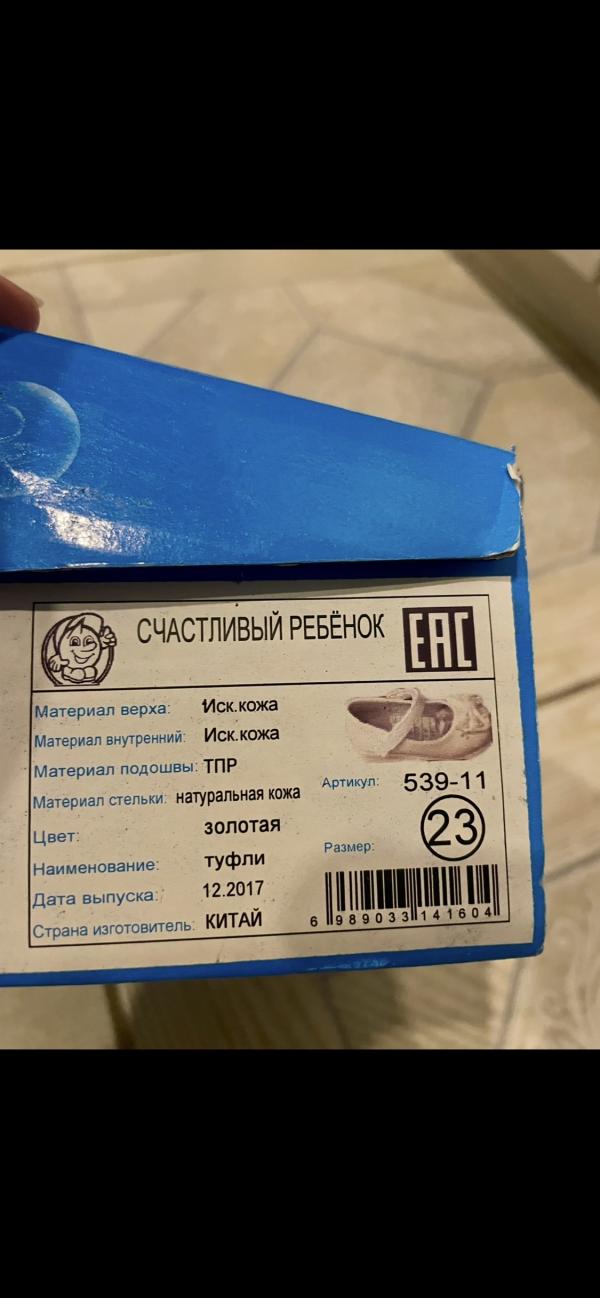 СЧАСТЛИВЫЙ РЕБЁНОК EAC
Материал верха: Иск.кожа
Материал внутренний: Иск.кожа
Материал подошвы: ТПР
Материал стельки: натуральная кожа
Цвет: золотая
Наименование: туфли
Дата выпуска: 12.2017
Страна изготовитель: КИТАЙ
Артикул: 539-11
Размер: 23
6 989033 141604